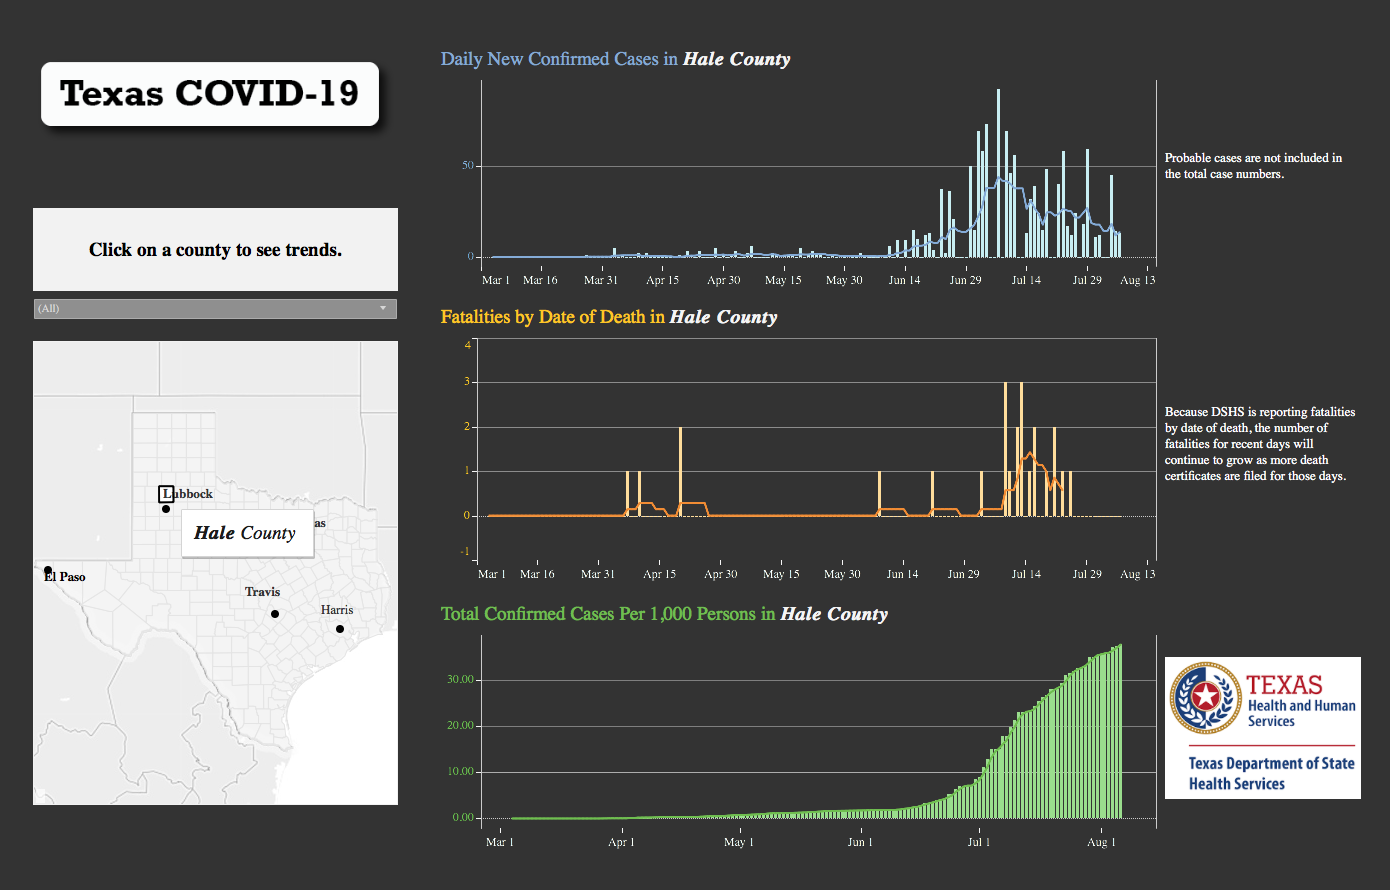 Texas COVID-19
Click on a county to see trends.
(All)
Lubbock
Hale County
as
El Paso
Travis
Harris
Daily New Confirmed Cases in Hale County
50
0
Mar 1 Mar 16 Mar 31 Apr 15 Apr 30 May 15 May 30 Jun 14 Jun 29 Jul 14 Jul 29 Aug 13
Probable cases are not included in
the total case numbers.
Fatalities by Date of Death in Hale County
4
3
2
1
0
-1
Mar 1 Mar 16 Mar 31 Apr 15 Apr 30 May 15 May 30 Jun 14 Jun 29 Jul 14 Jul 29 Aug 13
Because DSHS is reporting fatalities
by date of death, the number of
fatalities for recent days will
continue to grow as more death
certificates are filed for those days.
Total Confirmed Cases Per 1,000 Persons in Hale County
30.00
20.00
10.00
0.00
Mar 1 Apr 1 May 1 Jun 1 Jul 1 Aug 1
TEXAS
Health and Human
Services
Texas Department of State
Health Services